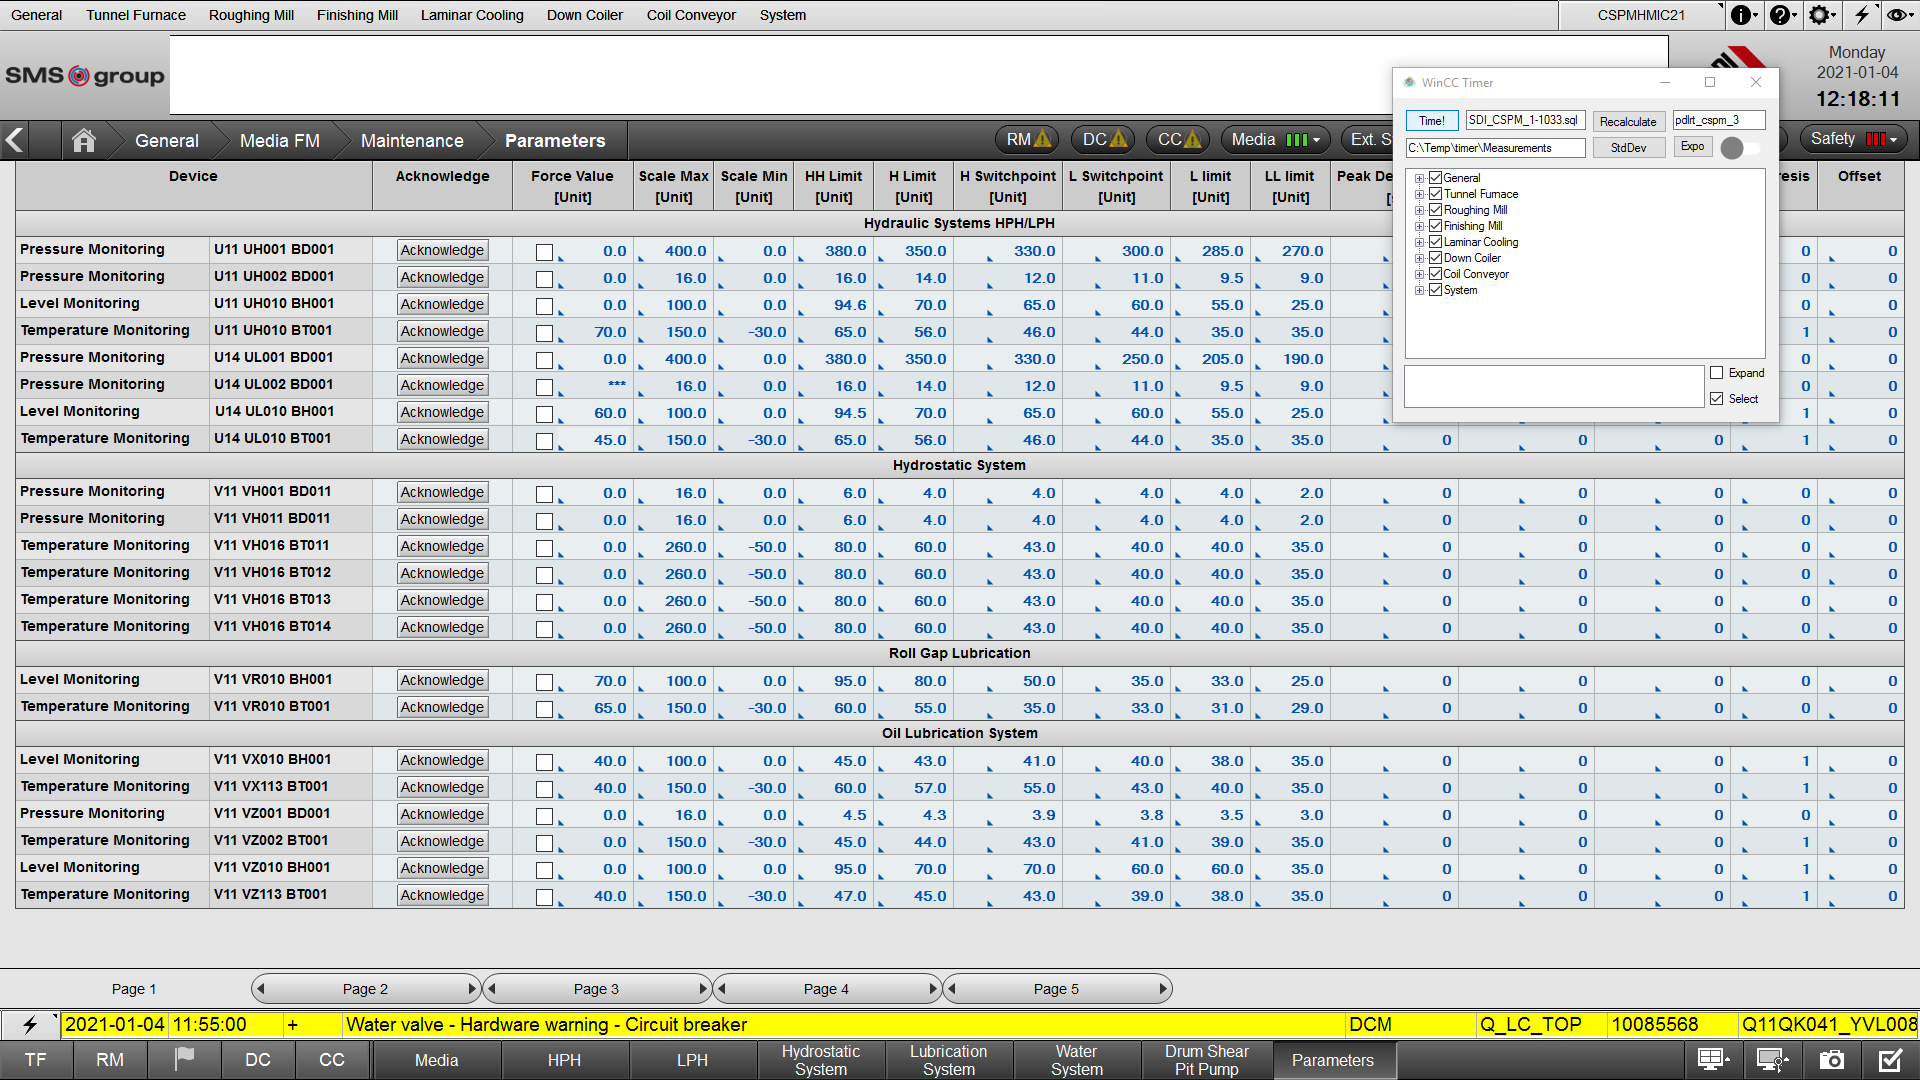 General Tunnel Furnace Roughing Mill Finishing Mill Laminar Cooling Down Coiler Coil Conveyor System CSPMHMIC21
SMS group
Monday
2021-01-04
12:18:11
WinCC Timer
Time! SDI_CSPM_1-1033.sql Recalculate pdlrt_cspm_3
C:\Temp\timer\Measurements StdDev Expo
General
Tunnel Furnace
Roughing Mill
Finishing Mill
Laminar Cooling
Down Coiler
Coil Conveyor
System
Expand
Select
General Media FM Maintenance Parameters RM DC CC Media Ext. S Safety
Device Acknowledge Force Value [Unit] Scale Max [Unit] Scale Min [Unit] HH Limit [Unit] H Limit [Unit] H Switchpoint [Unit] L Switchpoint [Unit] L limit [Unit] LL limit [Unit] Peak De resis Offset
Hydraulic Systems HPH/LPH
Pressure Monitoring U11 UH001 BD001 Acknowledge 0.0 400.0 0.0 380.0 350.0 330.0 300.0 285.0 270.0 0 0
Pressure Monitoring U11 UH002 BD001 Acknowledge 0.0 16.0 0.0 16.0 14.0 12.0 11.0 9.5 9.0 0 0
Level Monitoring U11 UH010 BH001 Acknowledge 0.0 100.0 0.0 94.6 70.0 65.0 60.0 55.0 25.0 0 0
Temperature Monitoring U11 UH010 BT001 Acknowledge 70.0 150.0 -30.0 65.0 56.0 46.0 44.0 35.0 35.0 1 0
Pressure Monitoring U14 UL001 BD001 Acknowledge 0.0 400.0 0.0 380.0 350.0 330.0 250.0 205.0 190.0 0 0
Pressure Monitoring U14 UL002 BD001 Acknowledge *** 16.0 0.0 16.0 14.0 12.0 11.0 9.5 9.0 0 0
Level Monitoring U14 UL010 BH001 Acknowledge 60.0 100.0 0.0 94.5 70.0 65.0 60.0 55.0 25.0 1 0
Temperature Monitoring U14 UL010 BT001 Acknowledge 45.0 150.0 -30.0 65.0 56.0 46.0 44.0 35.0 35.0 0 0 0 1 0
Hydrostatic System
Pressure Monitoring V11 VH001 BD011 Acknowledge 0.0 16.0 0.0 6.0 4.0 4.0 4.0 4.0 2.0 0 0 0 0 0
Pressure Monitoring V11 VH011 BD011 Acknowledge 0.0 16.0 0.0 6.0 4.0 4.0 4.0 4.0 2.0 0 0 0 0 0
Temperature Monitoring V11 VH016 BT011 Acknowledge 0.0 260.0 -50.0 80.0 60.0 43.0 40.0 40.0 35.0 0 0 0 0 0
Temperature Monitoring V11 VH016 BT012 Acknowledge 0.0 260.0 -50.0 80.0 60.0 43.0 40.0 40.0 35.0 0 0 0 0 0
Temperature Monitoring V11 VH016 BT013 Acknowledge 0.0 260.0 -50.0 80.0 60.0 43.0 40.0 40.0 35.0 0 0 0 0 0
Temperature Monitoring V11 VH016 BT014 Acknowledge 0.0 260.0 -50.0 80.0 60.0 43.0 40.0 40.0 35.0 0 0 0 0 0
Roll Gap Lubrication
Level Monitoring V11 VR010 BH001 Acknowledge 70.0 100.0 0.0 95.0 80.0 50.0 35.0 33.0 25.0 0 0 0 0 0
Temperature Monitoring V11 VR010 BT001 Acknowledge 65.0 150.0 -30.0 60.0 55.0 35.0 33.0 31.0 29.0 0 0 0 0 0
Oil Lubrication System
Level Monitoring V11 VX010 BH001 Acknowledge 40.0 100.0 0.0 45.0 43.0 41.0 40.0 38.0 35.0 0 0 0 1 0
Temperature Monitoring V11 VX113 BT001 Acknowledge 40.0 150.0 -30.0 60.0 57.0 55.0 43.0 40.0 35.0 0 0 0 1 0
Pressure Monitoring V11 VZ001 BD001 Acknowledge 0.0 16.0 0.0 4.5 4.3 3.9 3.8 3.5 3.0 0 0 0 0 0
Temperature Monitoring V11 VZ002 BT001 Acknowledge 0.0 150.0 -30.0 45.0 44.0 43.0 41.0 39.0 35.0 0 0 0 1 0
Level Monitoring V11 VZ010 BH001 Acknowledge 0.0 100.0 0.0 95.0 70.0 70.0 60.0 60.0 35.0 0 0 0 1 0
Temperature Monitoring V11 VZ113 BT001 Acknowledge 40.0 150.0 -30.0 47.0 45.0 43.0 39.0 38.0 35.0 0 0 0 1 0
Page 1 Page 2 Page 3 Page 4 Page 5
2021-01-04 11:55:00 + Water valve - Hardware warning - Circuit breaker DCM Q_LC_TOP 10085568 Q11QK041_YVL008
TF RM DC CC Media HPH LPH Hydrostatic System Lubrication System Water System Drum Shear Pit Pump Parameters